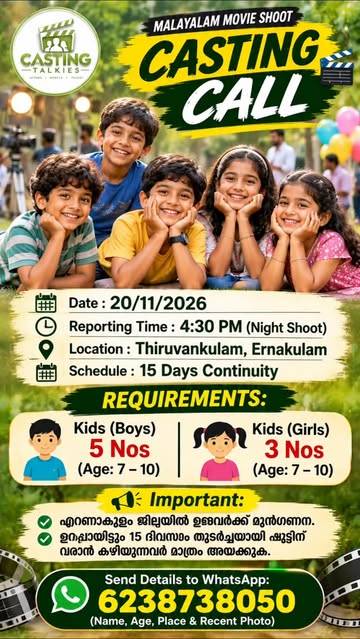 MALAYALAM MOVIE SHOOT
CASTING
TALKIES
CASTING
CALL
Date : 20/11/2026
Reporting Time : 4:30 PM (Night Shoot)
Location : Thiruvankulam, Ernakulam
Schedule : 15 Days Continuity
REQUIREMENTS:
Kids (Boys)
5 Nos
(Age: 7 – 10)
Kids (Girls)
3 Nos
(Age: 7 – 10)
Important:
എറണാകുളം ജില്ലയിൽ ഉള്ളവർക്ക് മുൻഗണന.
ഉറപ്പായിട്ടും 15 ദിവസം തുടർച്ചയായി ഷൂട്ടിന്
വരാൻ കഴിയുന്നവർ മാത്രം അയക്കുക.
Send Details to WhatsApp:
6238738050
(Name, Age, Place & Recent Photo)